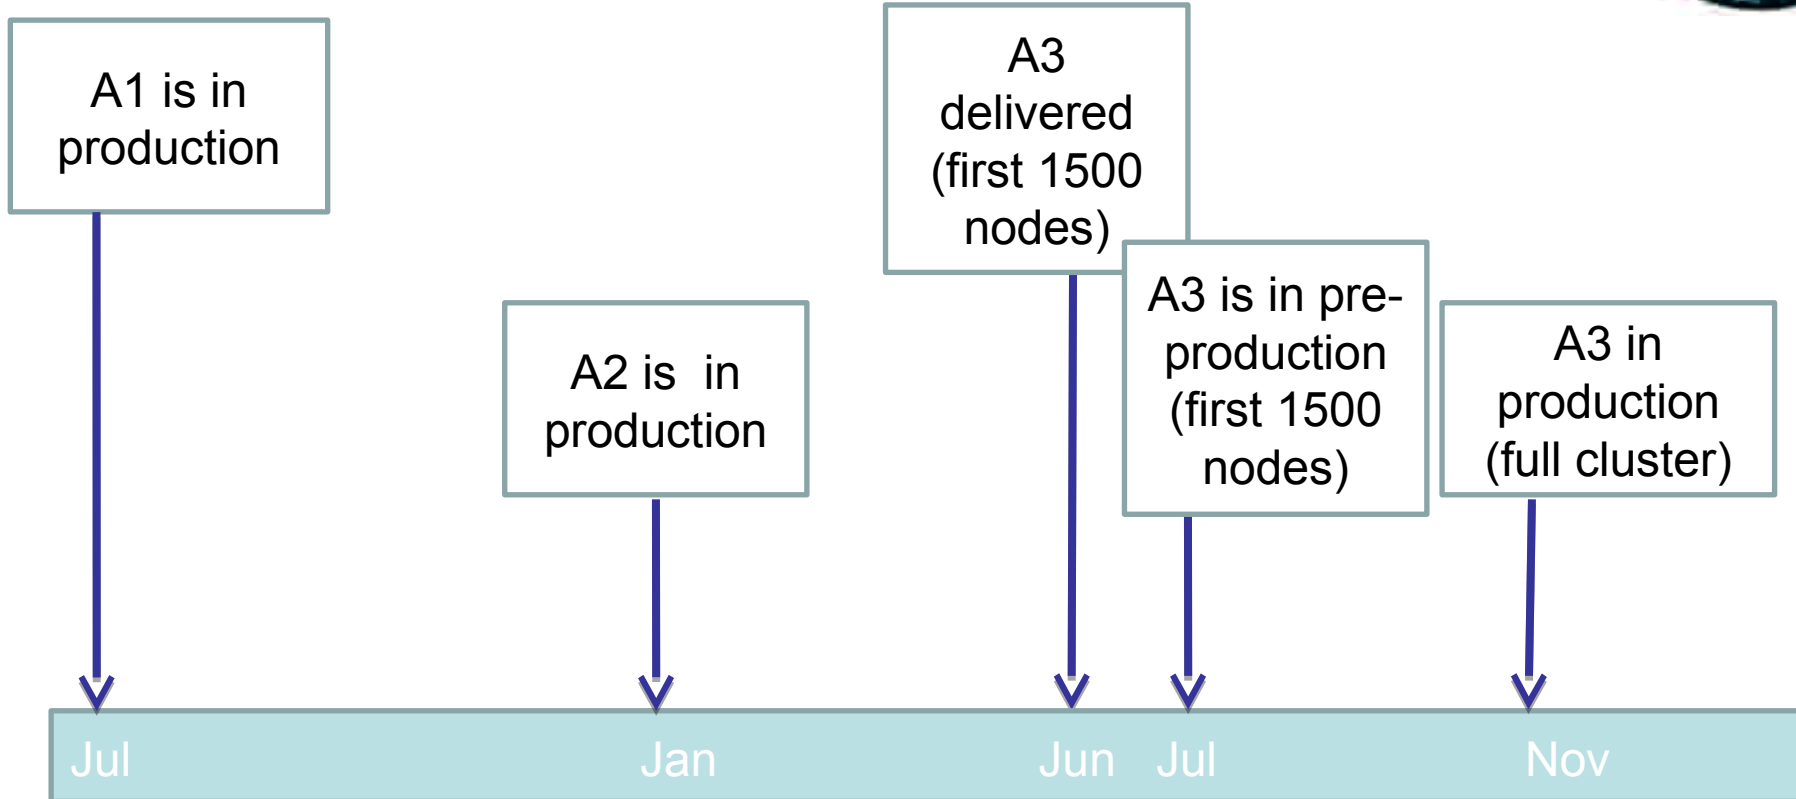 A1 is in
production
A2 is  in
production
A3
delivered
(first 1500
nodes)
A3 is in pre-
production
(first 1500
nodes)
A3 in
production
(full cluster)
Jul
Jan
Jun
Jul
Nov